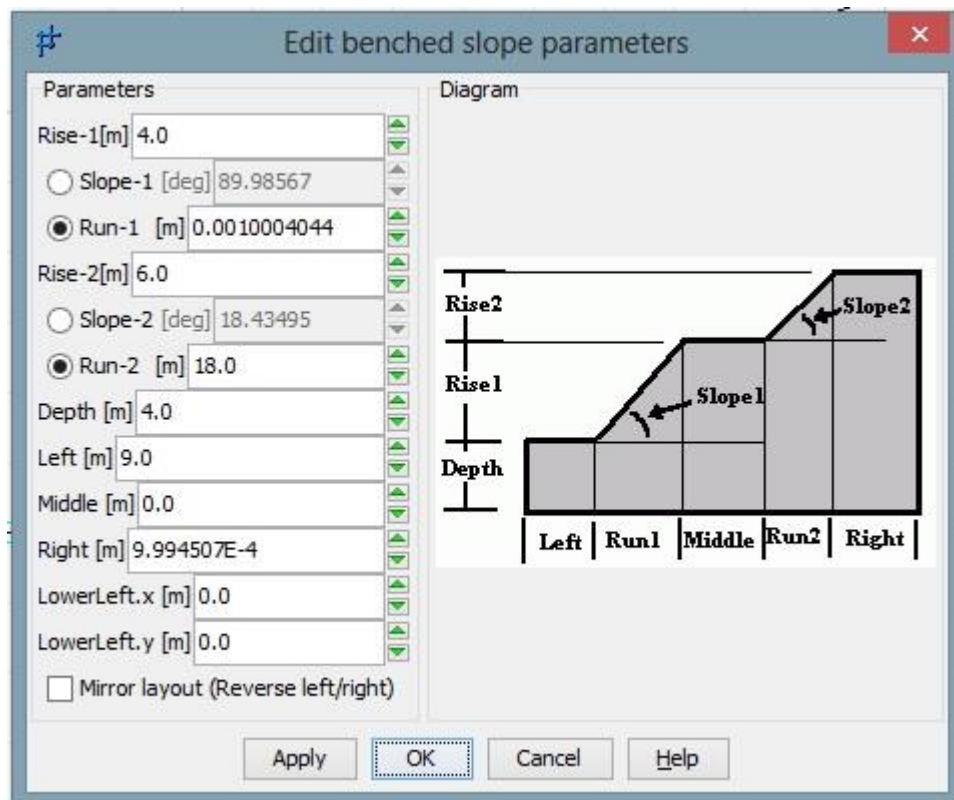 Edit benched slope parameters
Parameters
Rise-1[m] 4.0
Slope-1 [deg] 89.98567
Run-1 [m] 0.0010004044
Rise-2[m] 6.0
Slope-2 [deg] 18.43495
Run-2 [m] 18.0
Depth [m] 4.0
Left [m] 9.0
Middle [m] 0.0
Right [m] 9.994507E-4
LowerLeft.x [m] 0.0
LowerLeft.y [m] 0.0
Mirror layout (Reverse left/right)
Diagram
Rise2
Slope2
Rise1
Slope1
Depth
Left Run1 Middle Run2 Right
Apply OK Cancel Help